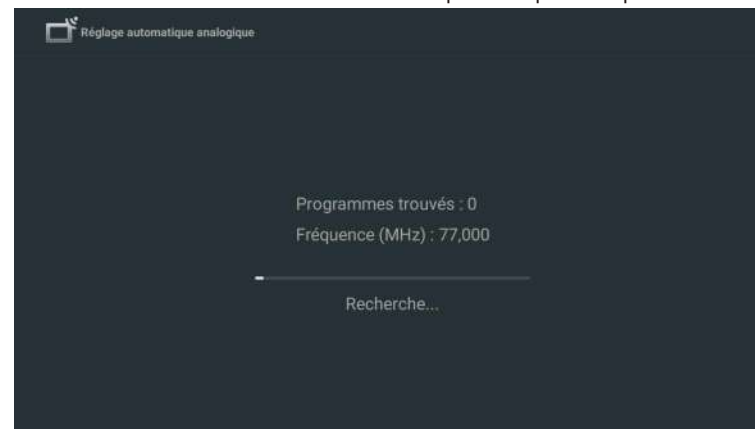 Réglage automatique analogique
Programmes trouvés : 0
Fréquence (MHz) : 77,000
Recherche...